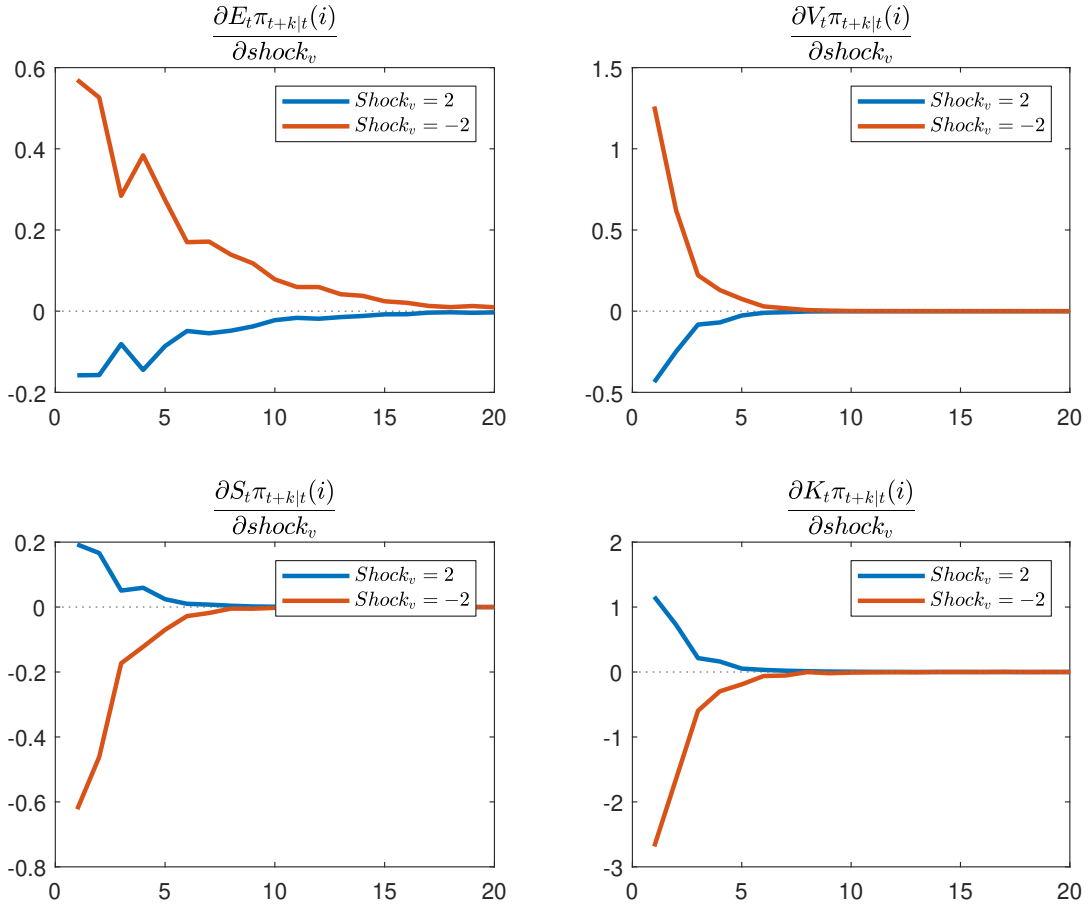 ∂E_tπ_{t+k|t}(i)
∂shock_v
0.6
0.4
0.2
0
-0.2
0 5 10 15 20
Shock_v = 2
Shock_v = −2
∂V_tπ_{t+k|t}(i)
∂shock_v
1.5
1
0.5
0
-0.5
0 5 10 15 20
Shock_v = 2
Shock_v = −2
∂S_tπ_{t+k|t}(i)
∂shock_v
0.2
0
-0.2
-0.4
-0.6
-0.8
0 5 10 15 20
Shock_v = 2
Shock_v = −2
∂K_tπ_{t+k|t}(i)
∂shock_v
2
1
0
-1
-2
-3
0 5 10 15 20
Shock_v = 2
Shock_v = −2